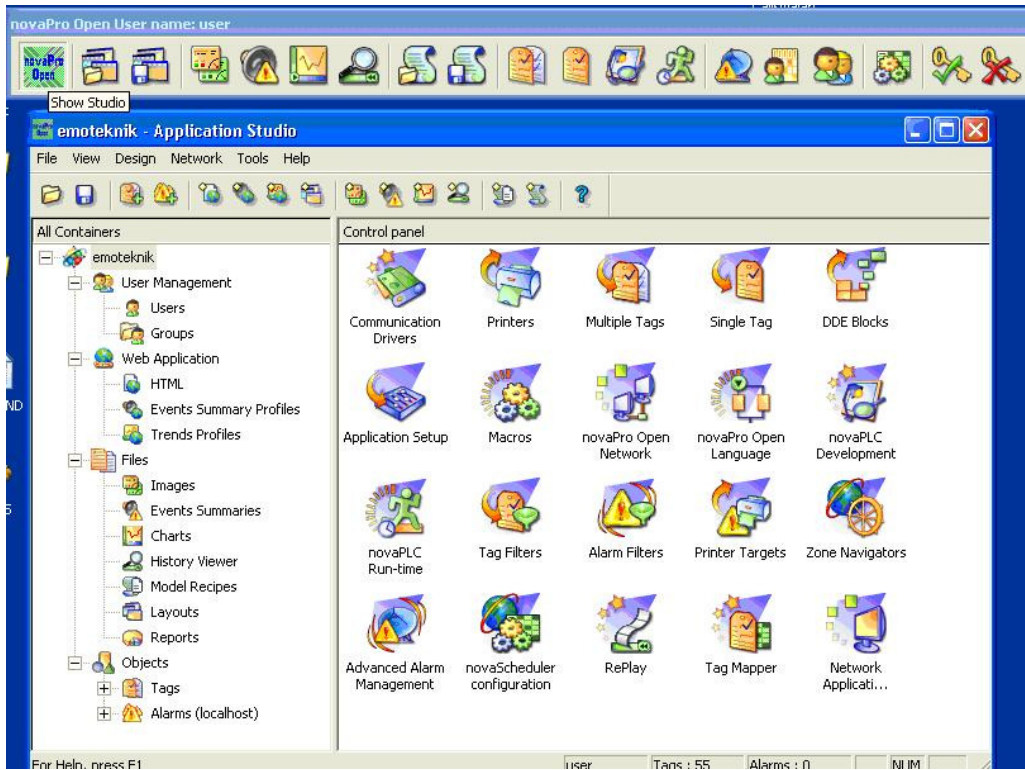 novaPro Open User name: user
novaPro
Open
Show Studio
emoteknik - Application Studio
File View Design Network Tools Help
All Containers
Control panel
emoteknik
User Management
Users
Groups
Web Application
HTML
Events Summary Profiles
Trends Profiles
Files
Images
Events Summaries
Charts
History Viewer
Model Recipes
Layouts
Reports
Objects
Tags
Alarms (localhost)
Communication
Drivers
Printers
Multiple Tags
Single Tag
DDE Blocks
Application Setup
Macros
novaPro Open
Network
novaPro Open
Language
novaPLC
Development
novaPLC
Run-time
Tag Filters
Alarm Filters
Printer Targets
Zone Navigators
Advanced Alarm
Management
novaScheduler
configuration
RePlay
Tag Mapper
Network
Applicati...
ND
5
For Help, press F1
user
Tags : 55
Alarms : 0
NUM